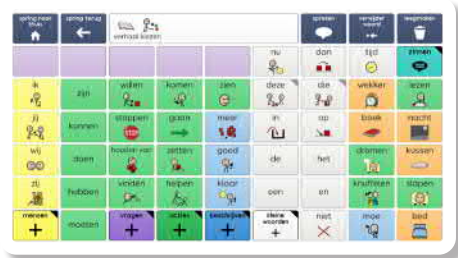 spring naar thuis
spring terug
verhaal kiezen
spreken
verwijder woord
leegmaken
nu
dan
tijd
zinnen
ik
zijn
willen
komen
zien
deze
die
wekker
lezen
jij
kunnen
stoppen
gaan
meer
in
op
boek
nacht
wij
doen
houden van
zetten
goed
de
het
dromen
kussen
zij
hebben
vinden
helpen
klaar
een
en
knuffelen
slapen
mensen
moeten
vragen
acties
beschrijven
kleine woorden
niet
moe
bed